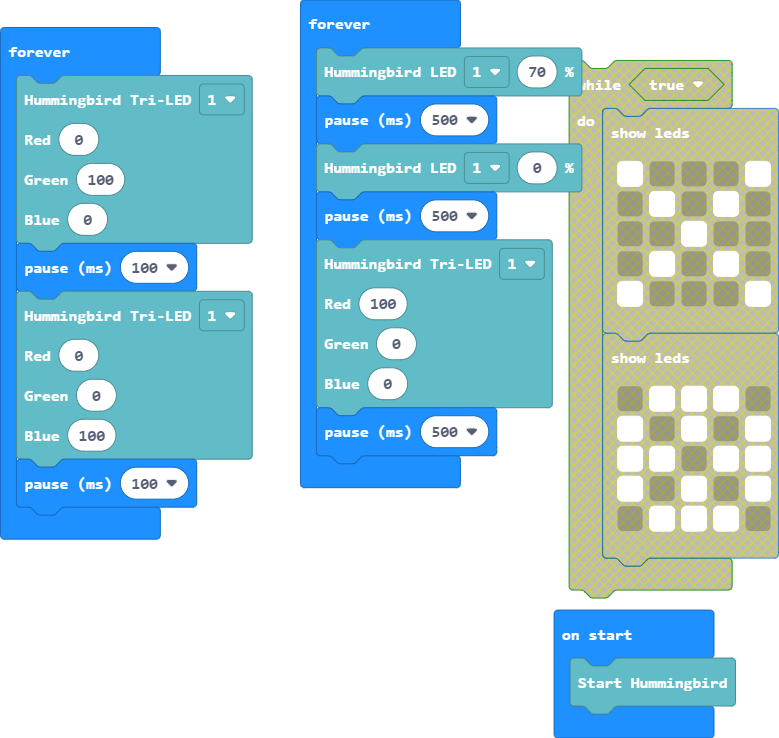 forever
Hummingbird Tri-LED 1
Red 0
Green 100
Blue 0
pause (ms) 100
Hummingbird Tri-LED 1
Red 0
Green 0
Blue 100
pause (ms) 100
forever
Hummingbird LED 1 70 %
pause (ms) 500
Hummingbird LED 1 0 %
pause (ms) 500
Hummingbird Tri-LED 1
Red 100
Green 0
Blue 0
pause (ms) 500
while true
do
show leds
show leds
on start
Start Hummingbird